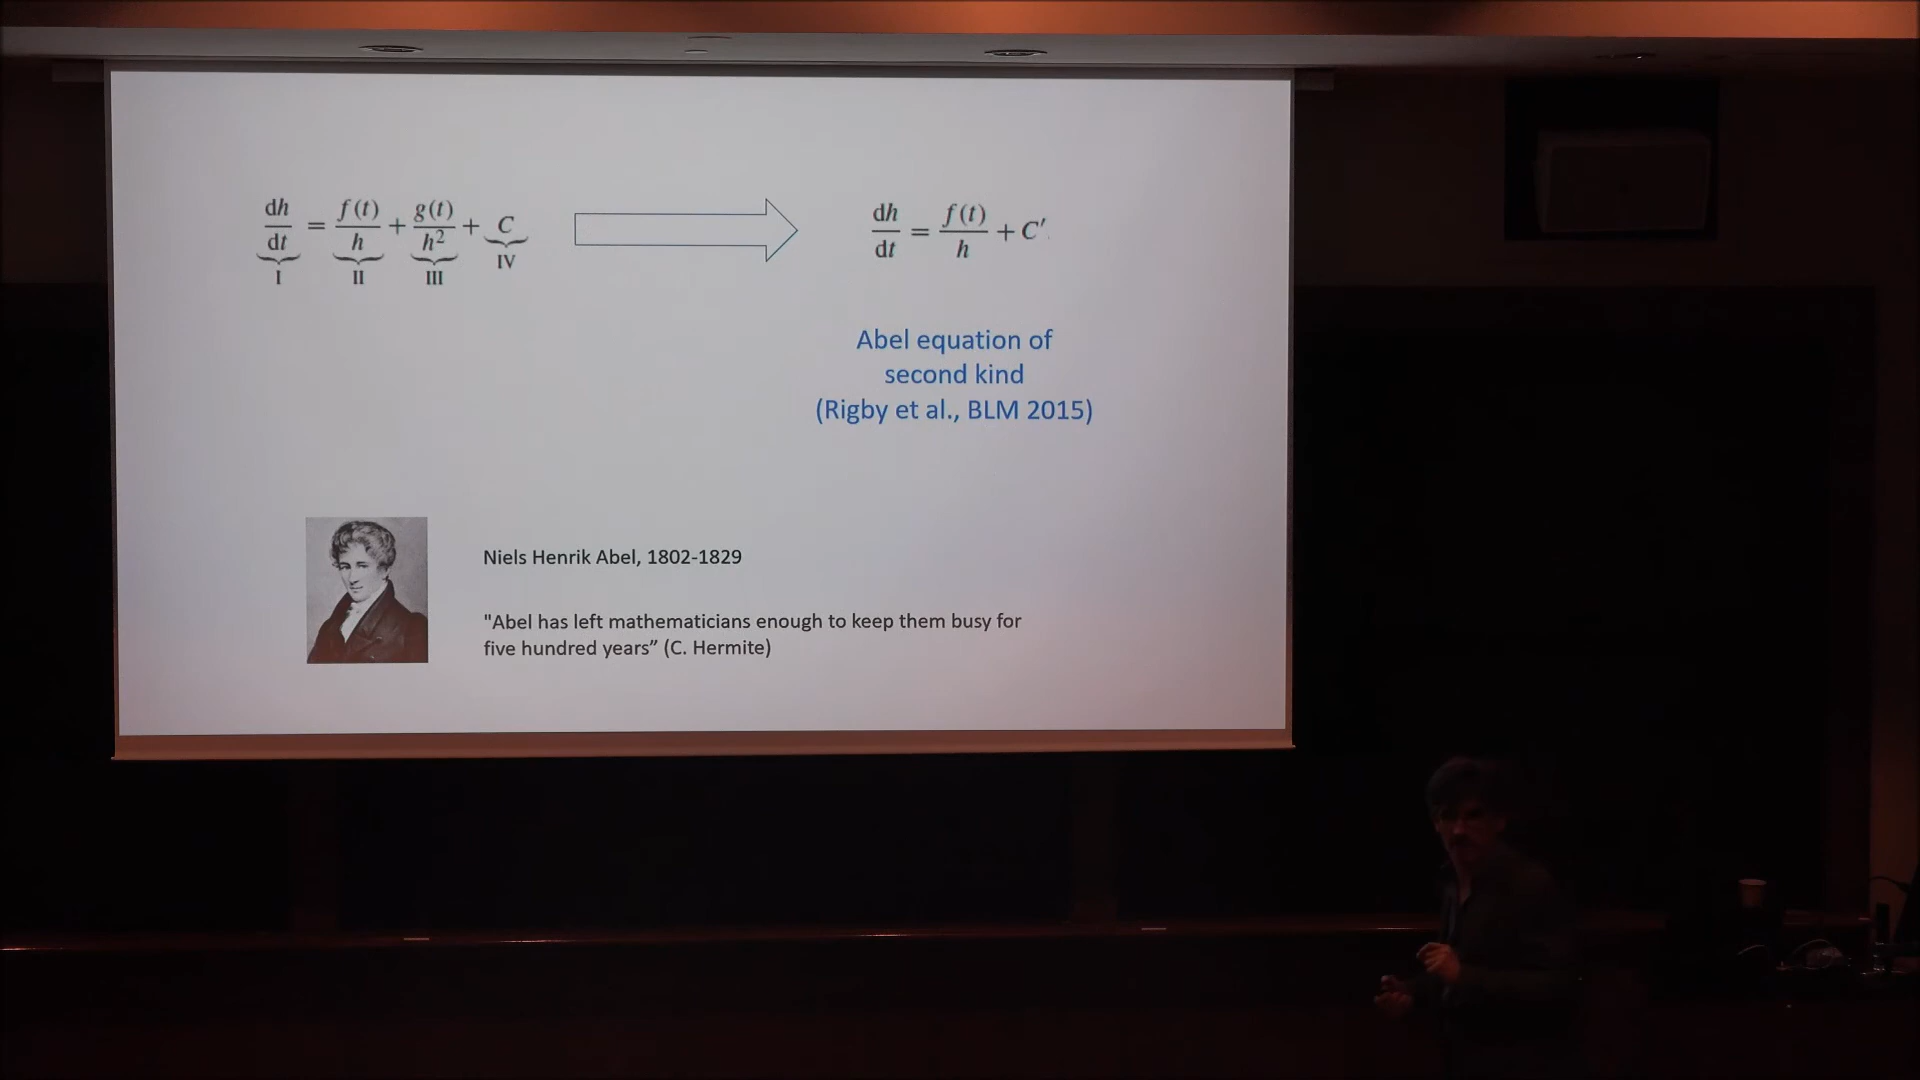 dh/dt = f(t)/h + g(t)/h² + C
I II III IV
dh/dt = f(t)/h + C′
Abel equation of
second kind
(Rigby et al., BLM 2015)
Niels Henrik Abel, 1802-1829
"Abel has left mathematicians enough to keep them busy for
five hundred years” (C. Hermite)